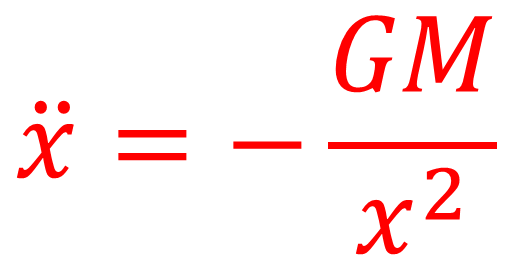 ẍ = − GM / x²